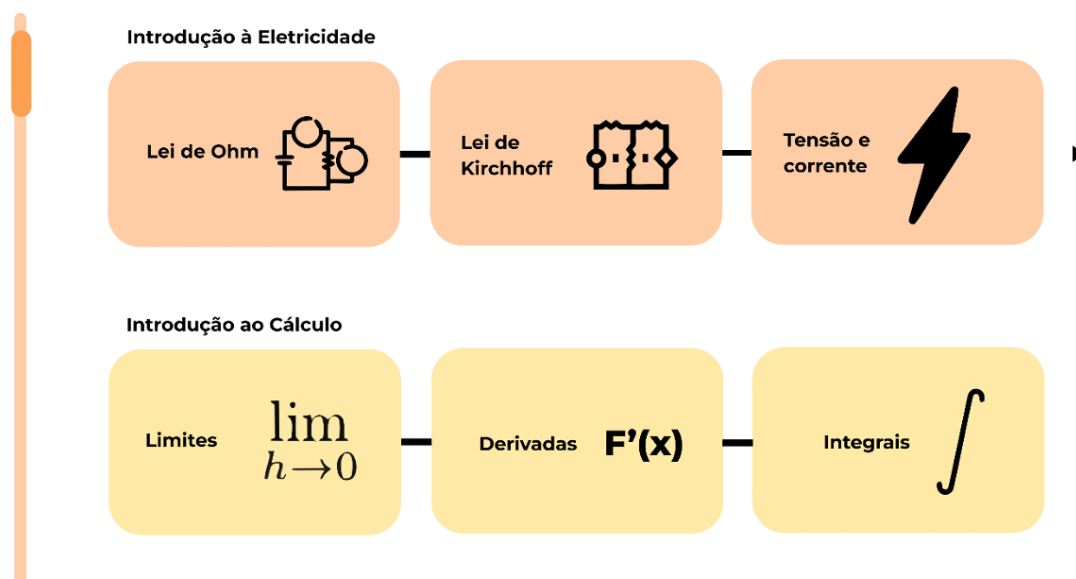 Introdução à Eletricidade
Lei de Ohm
Lei de
Kirchhoff
Tensão e
corrente
Introdução ao Cálculo
Limites
lim
h→0
Derivadas
F’(x)
Integrais
∫